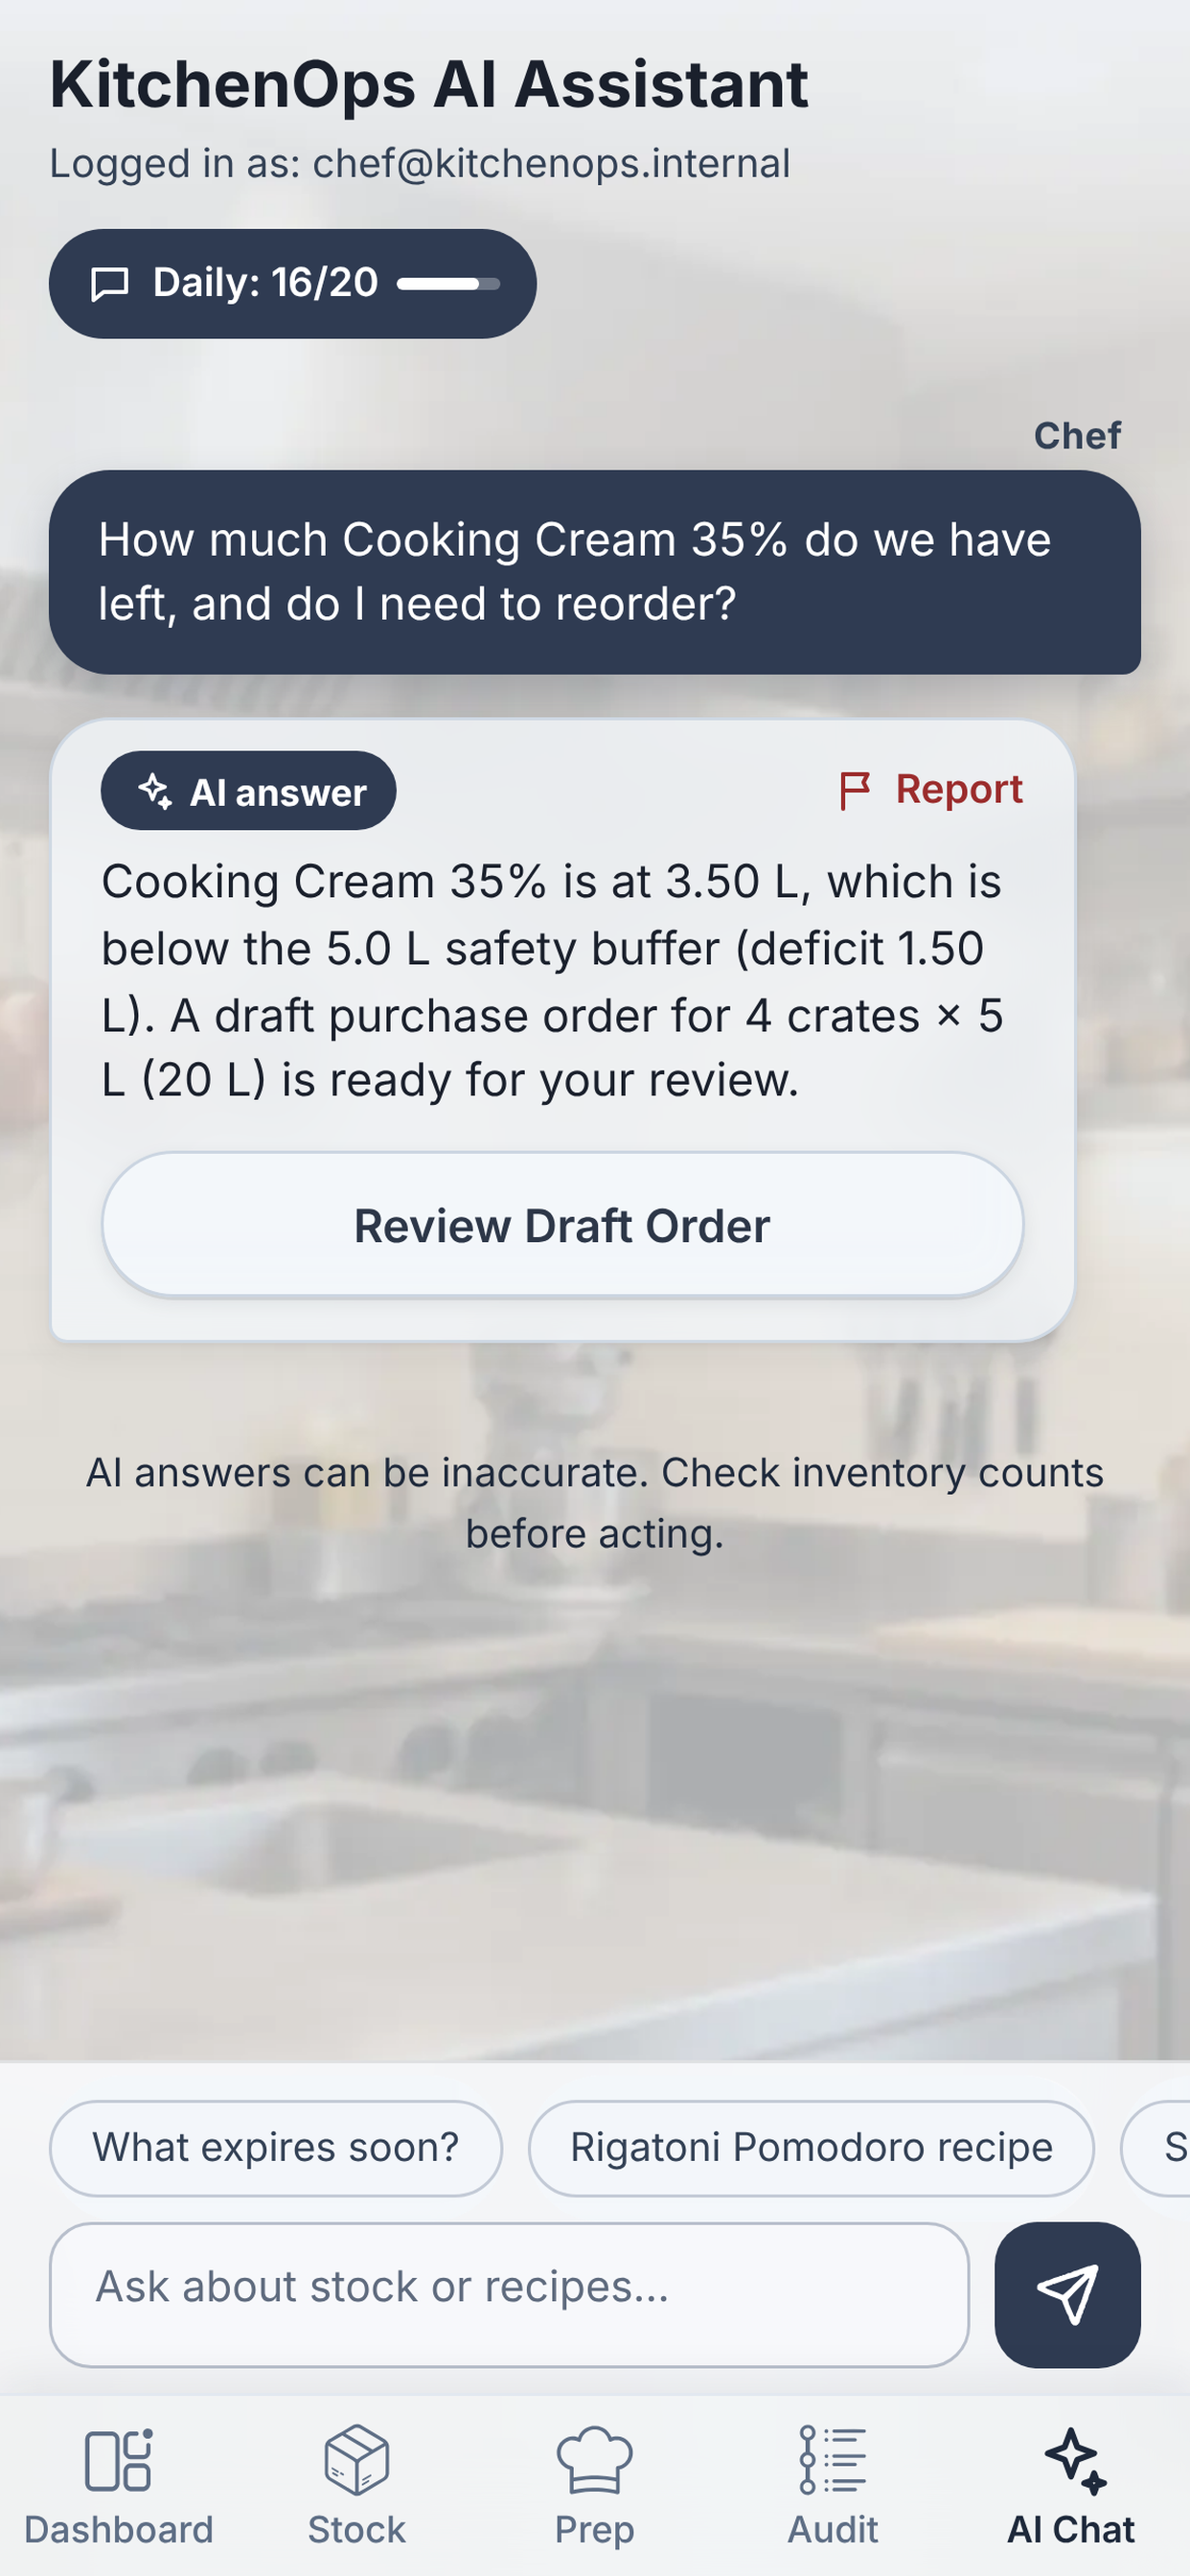 KitchenOps AI Assistant
Logged in as: chef@kitchenops.internal
Daily: 16/20
Chef
How much Cooking Cream 35% do we have
left, and do I need to reorder?
AI answer
Report
Cooking Cream 35% is at 3.50 L, which is
below the 5.0 L safety buffer (deficit 1.50
L). A draft purchase order for 4 crates × 5
L (20 L) is ready for your review.
Review Draft Order
AI answers can be inaccurate. Check inventory counts
before acting.
What expires soon?
Rigatoni Pomodoro recipe
Ask about stock or recipes...
Dashboard
Stock
Prep
Audit
AI Chat